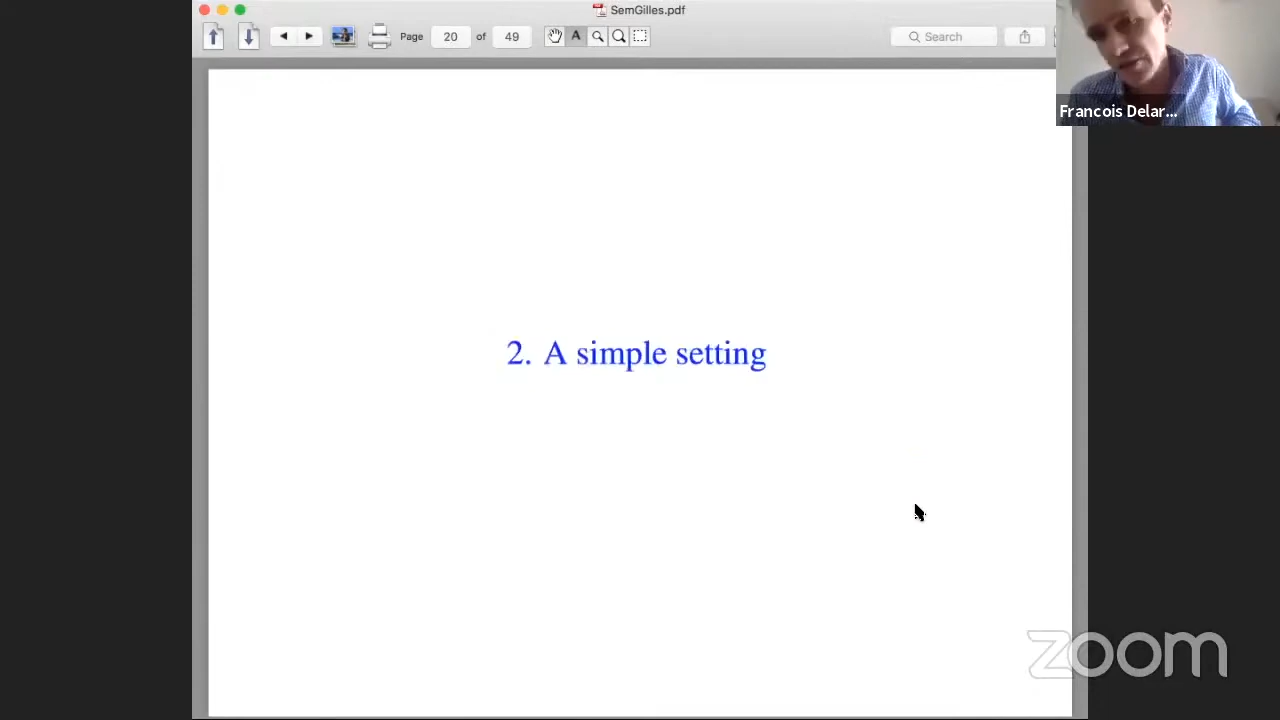 SemGilles.pdf
Page 20 of 49
A
Search
Francois Delar...
2. A simple setting
zoom